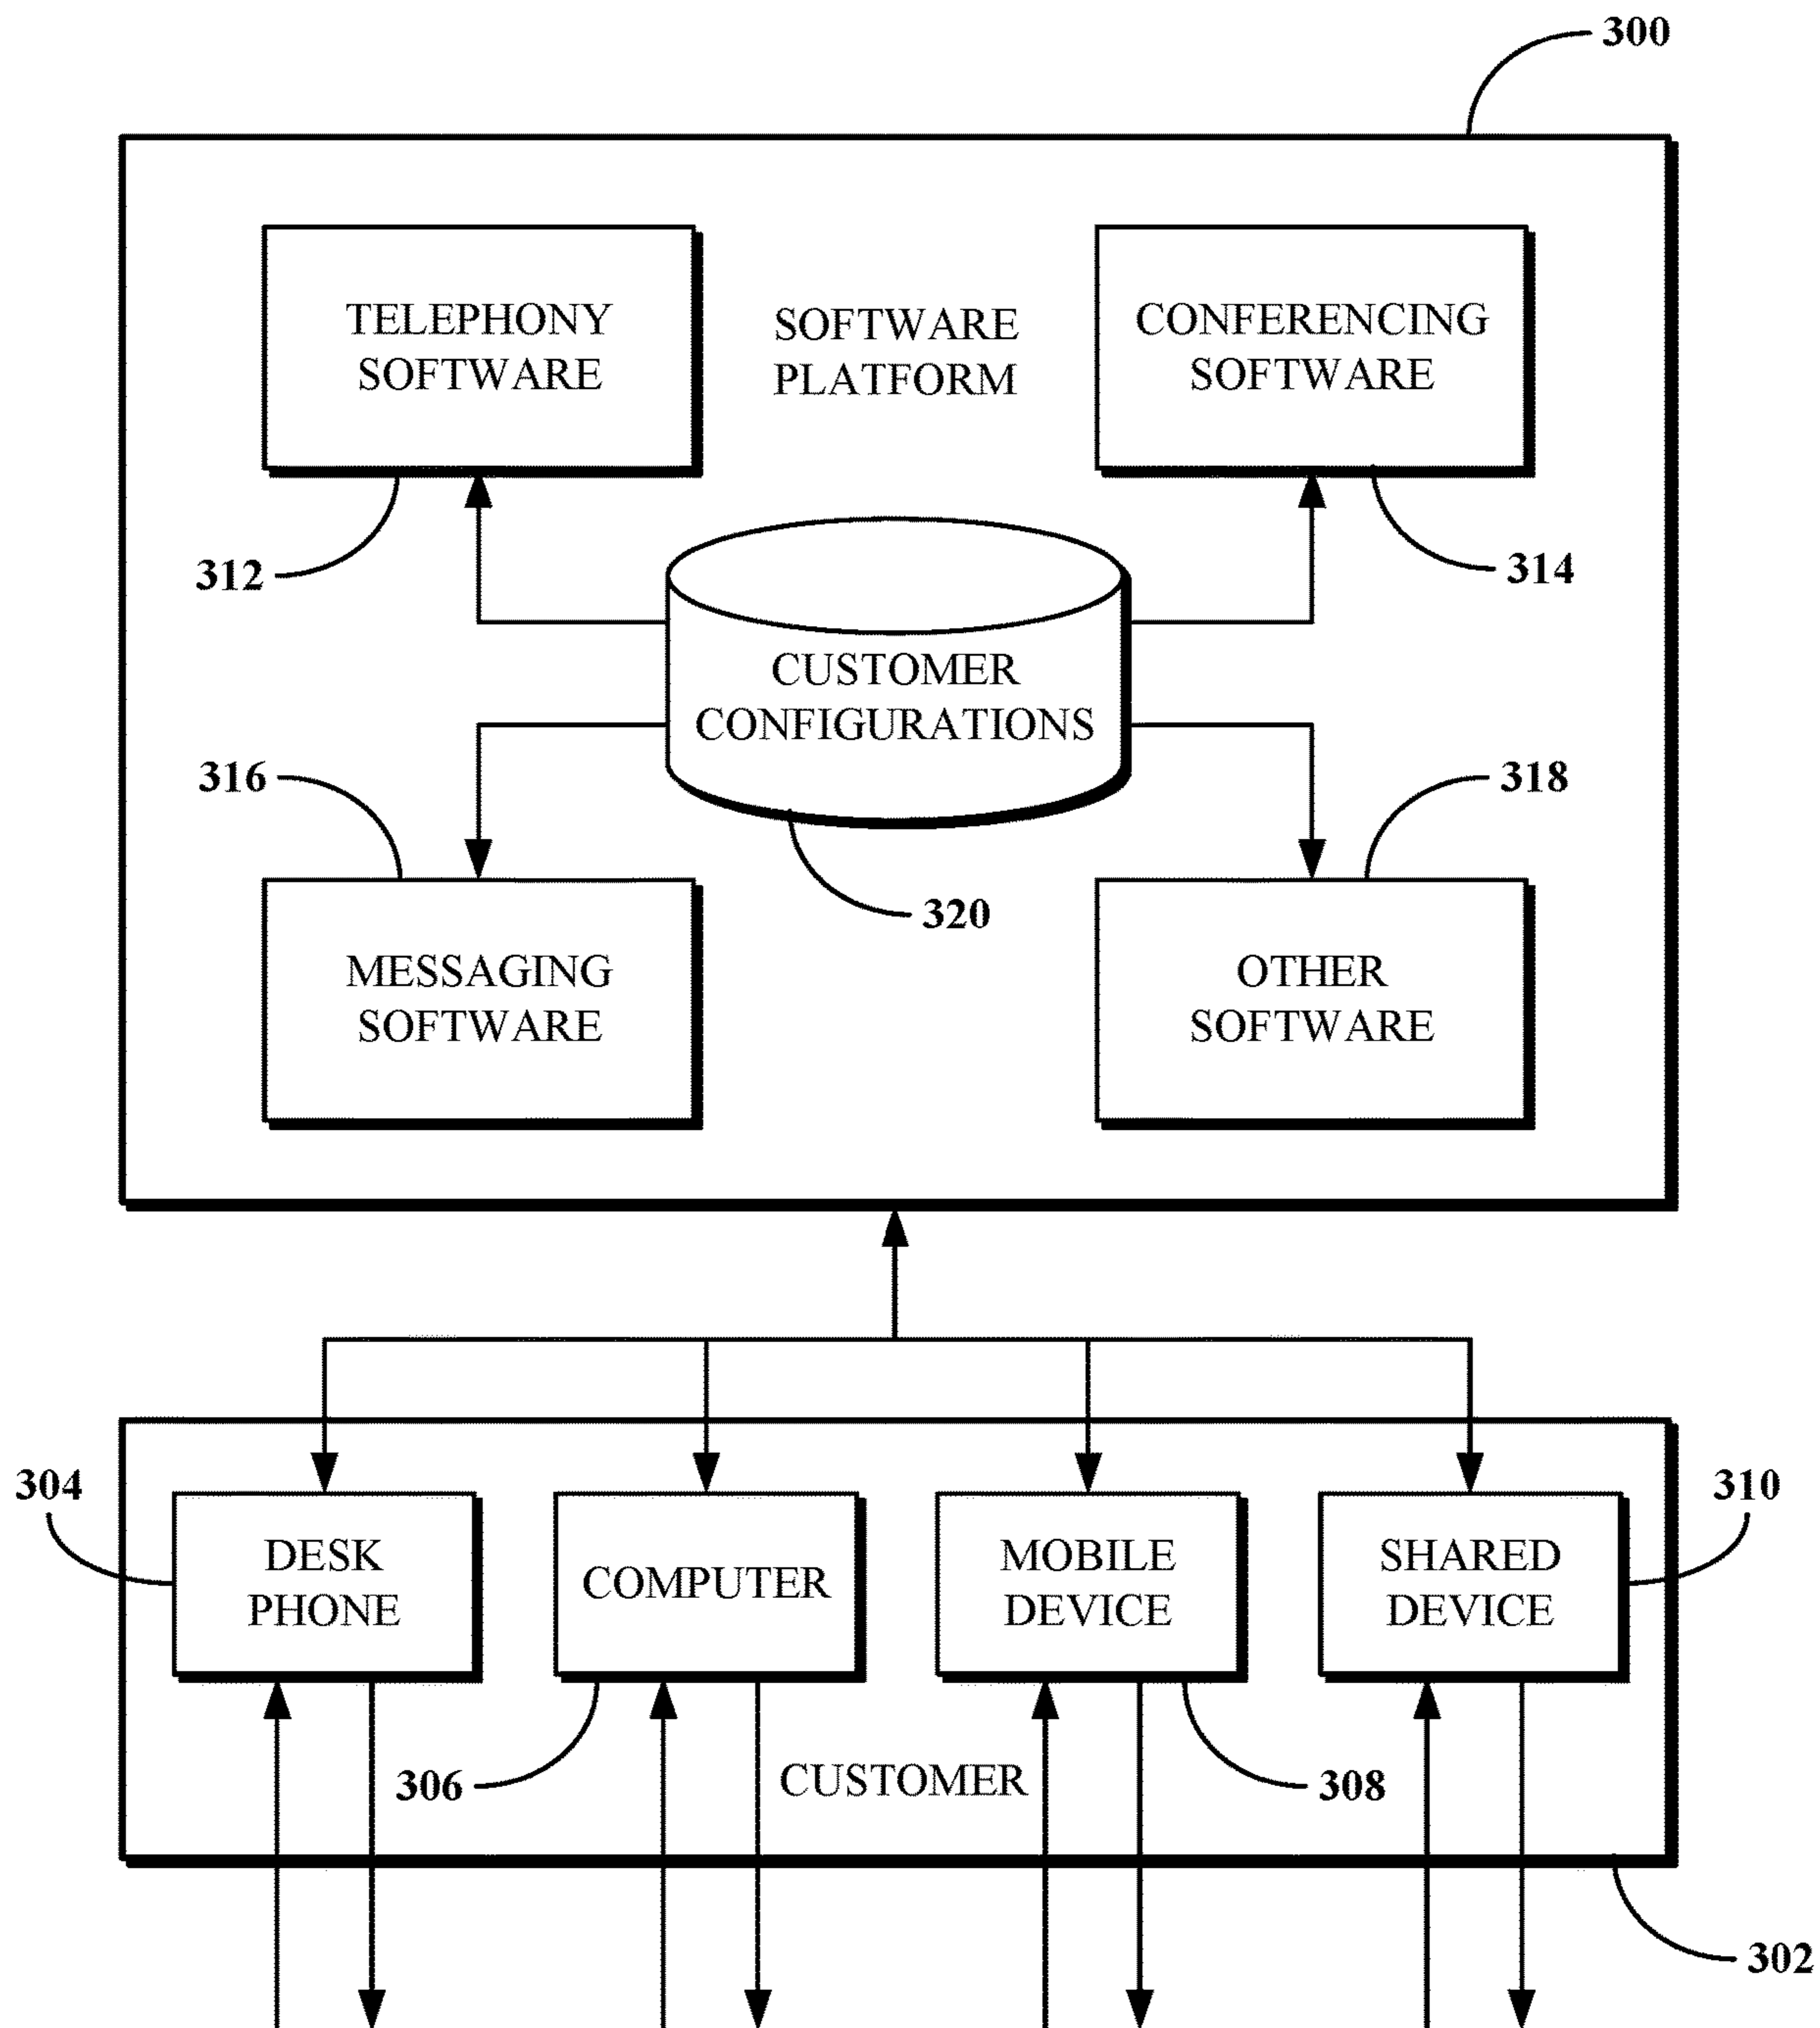 300
TELEPHONY
SOFTWARE
SOFTWARE
PLATFORM
CONFERENCING
SOFTWARE
312
314
CUSTOMER
CONFIGURATIONS
316
318
320
MESSAGING
SOFTWARE
OTHER
SOFTWARE
304
310
DESK
PHONE
COMPUTER
MOBILE
DEVICE
SHARED
DEVICE
306
CUSTOMER
308
302